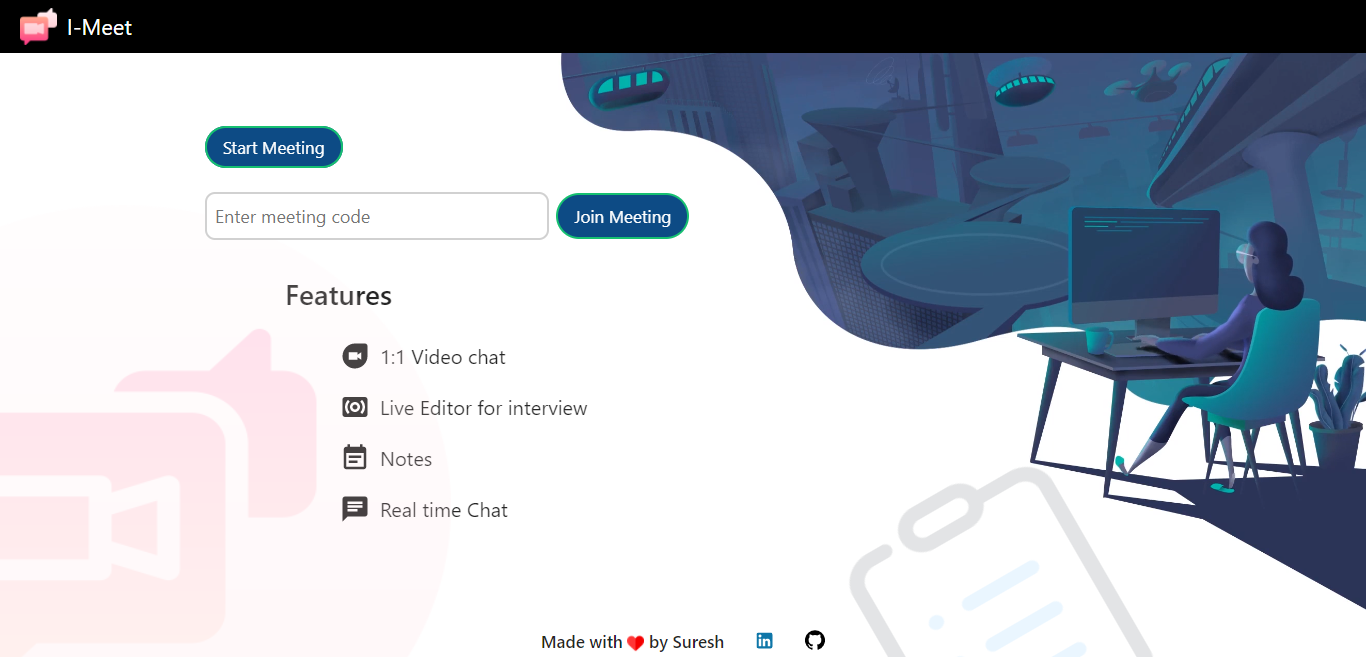 I-Meet
Start Meeting
Enter meeting code
Join Meeting
Features
1:1 Video chat
Live Editor for interview
Notes
Real time Chat
Made with ❤ by Suresh
in